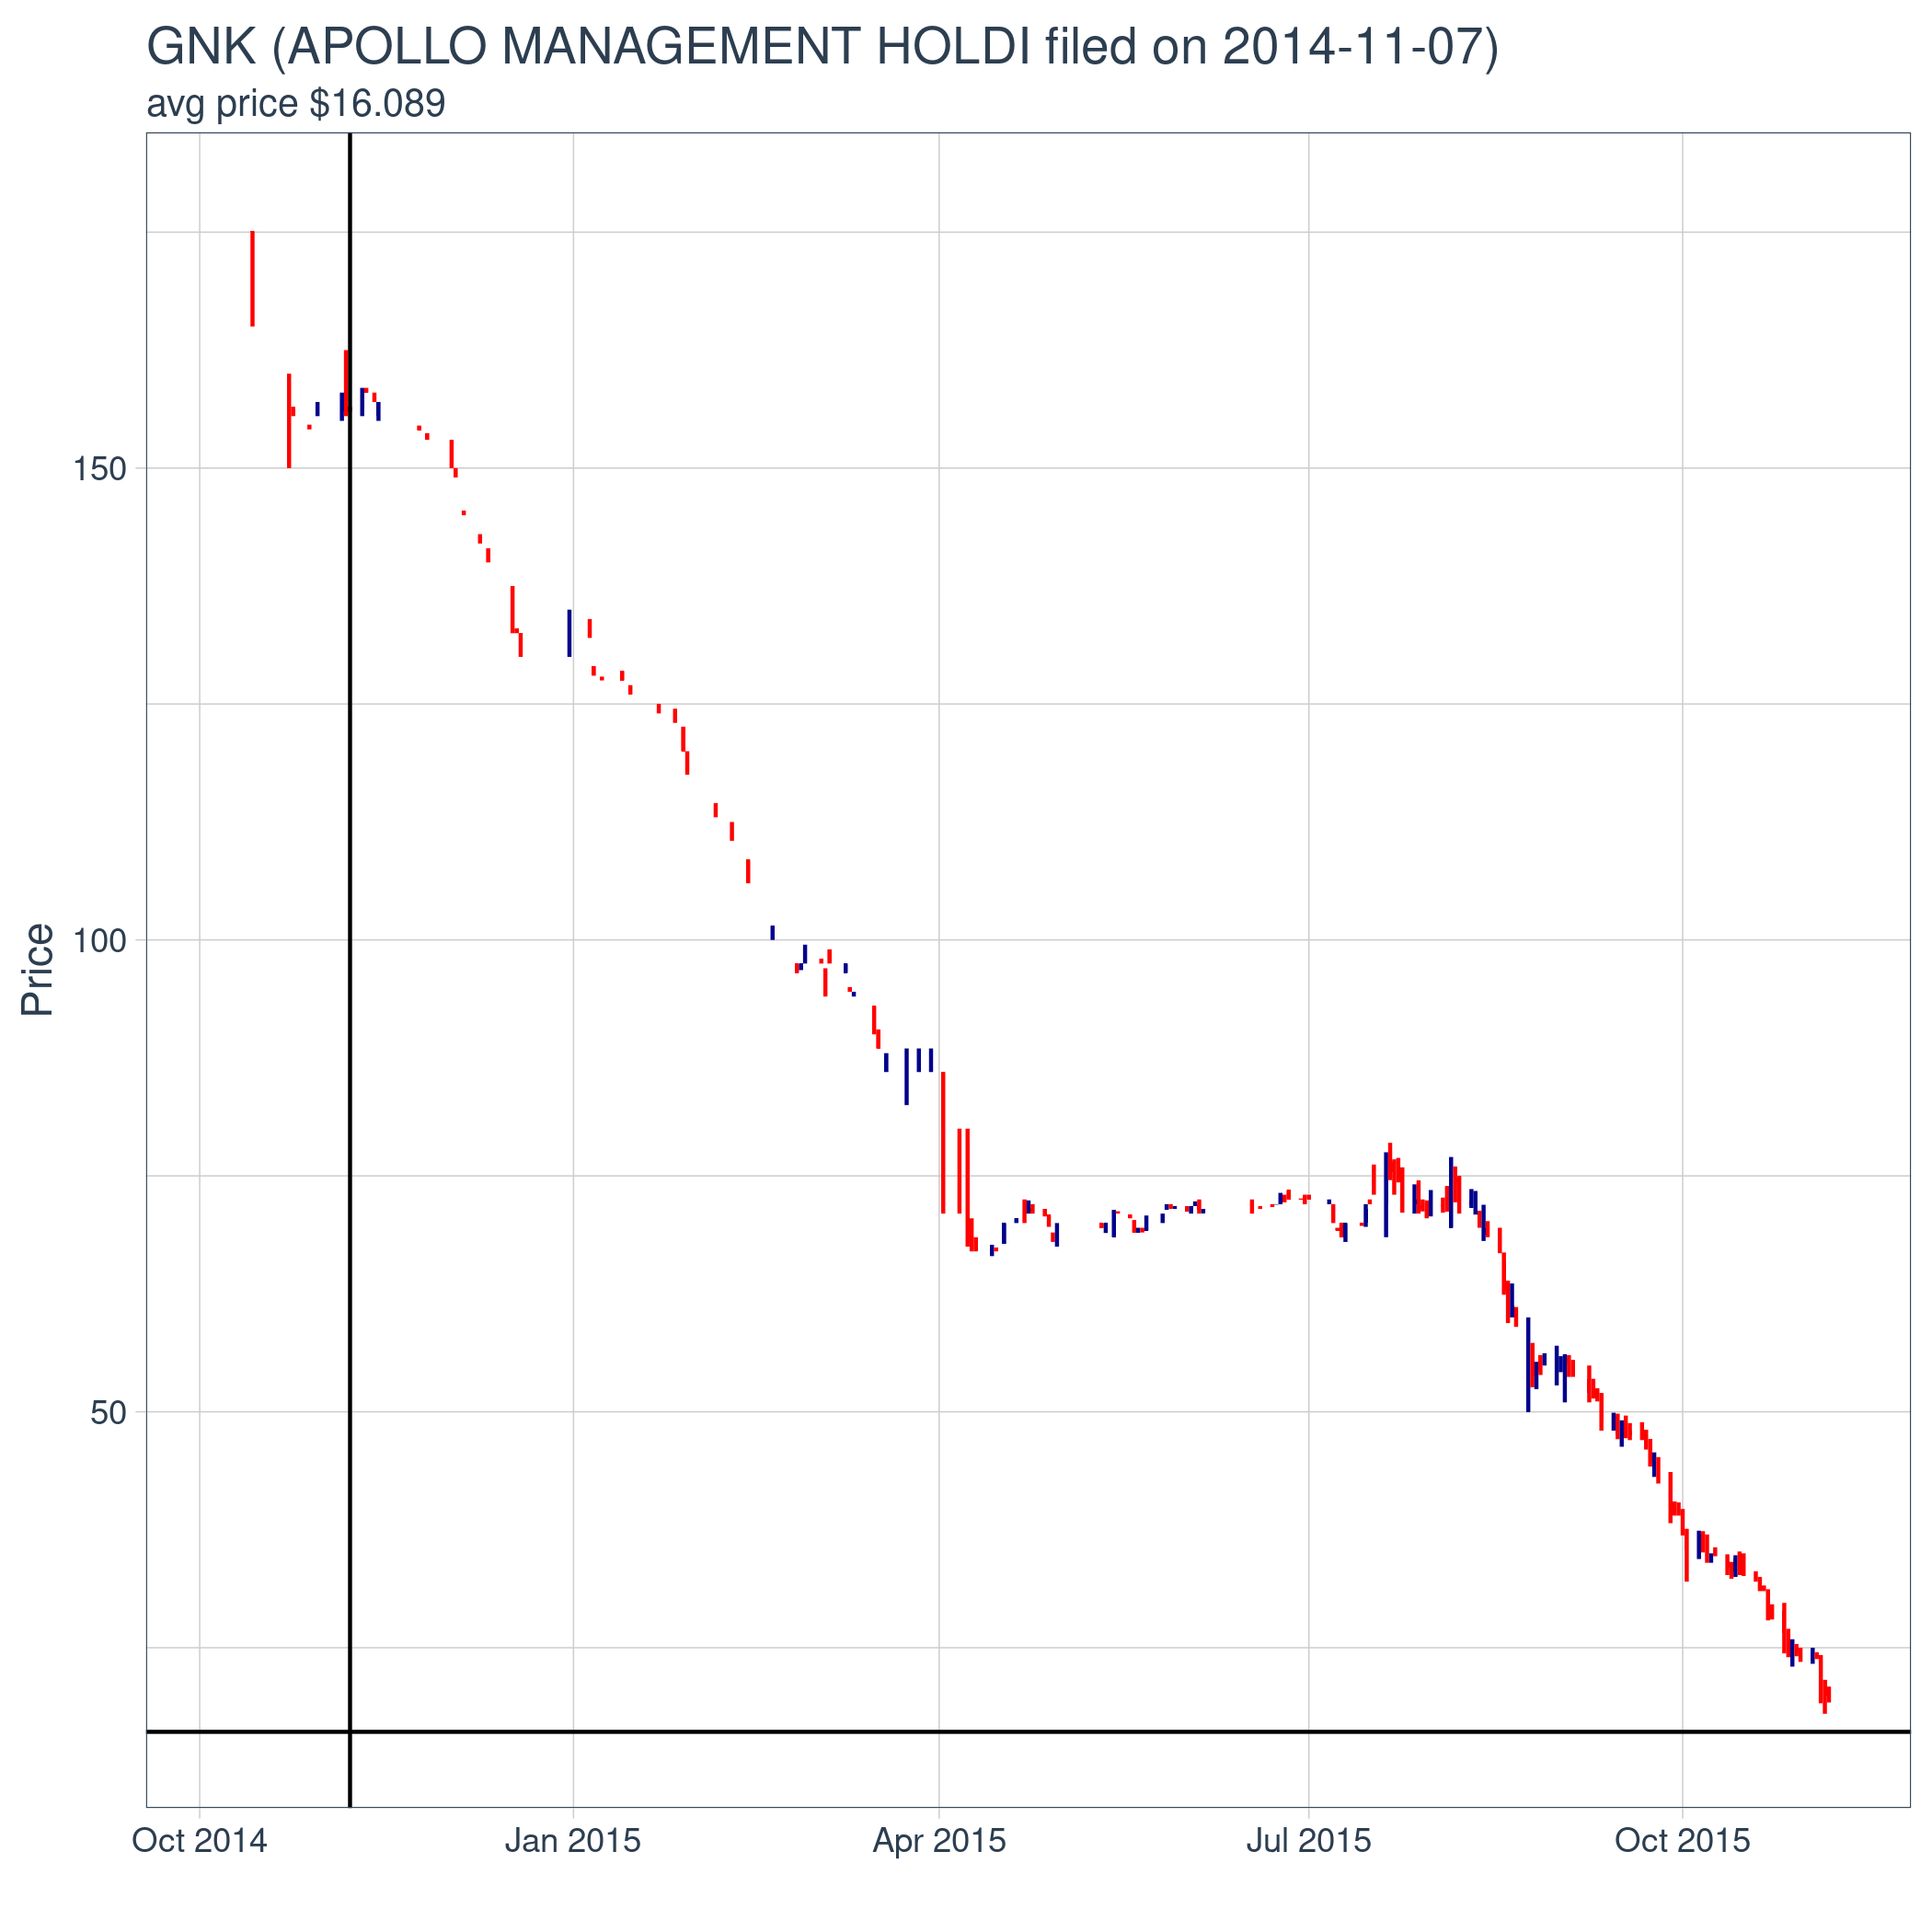 GNK (APOLLO MANAGEMENT HOLDI filed on 2014-11-07)
avg price $16.089
Price
150
100
50
Oct 2014 Jan 2015 Apr 2015 Jul 2015 Oct 2015